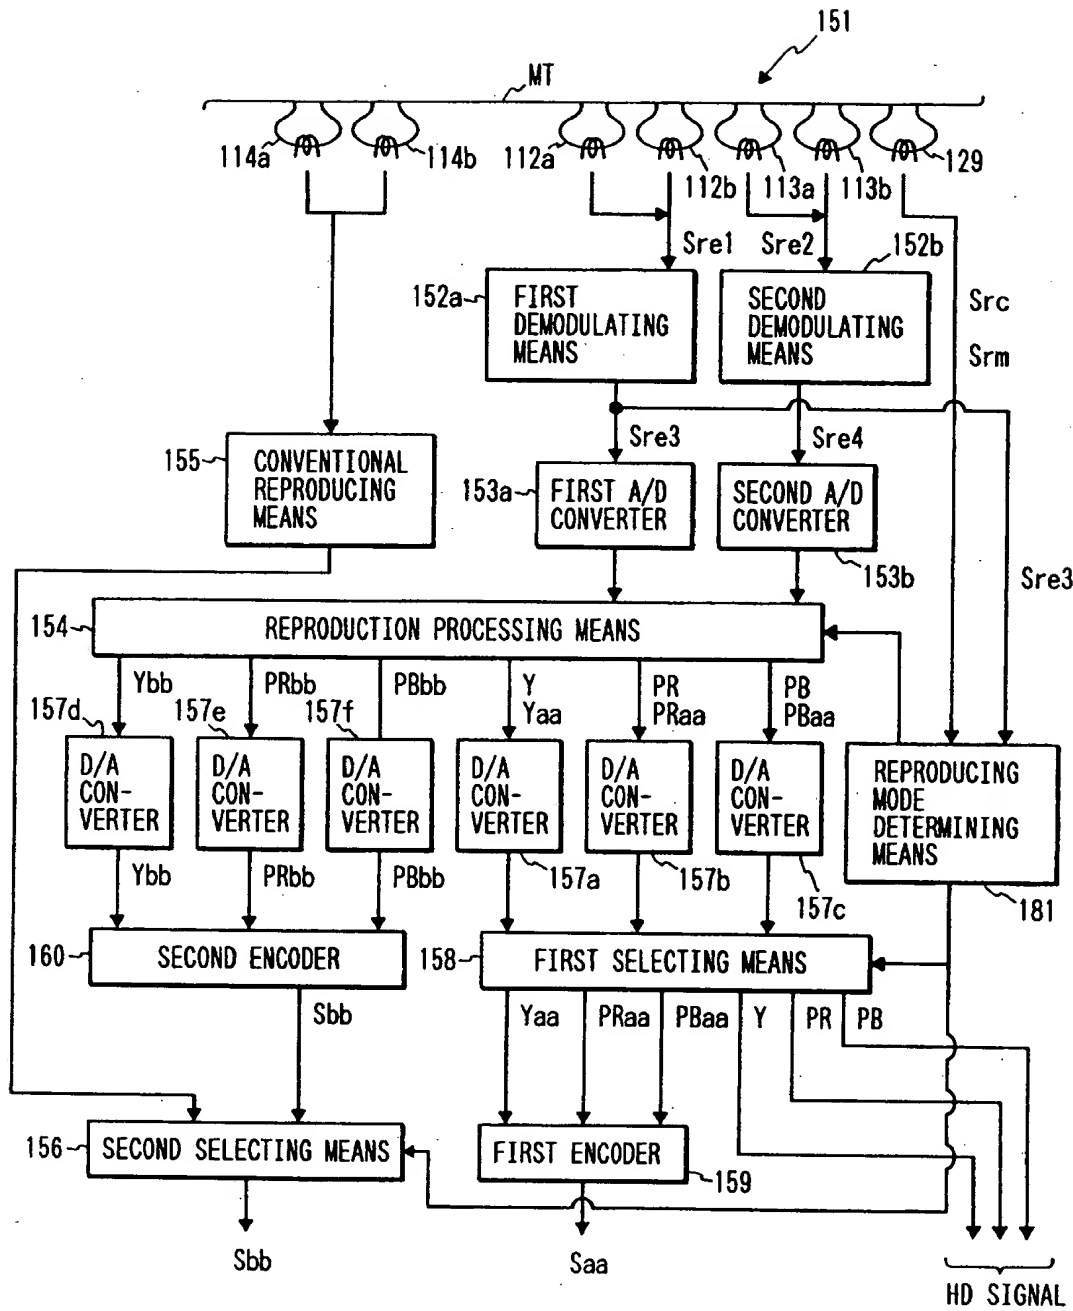 151
MT
114a
114b
112a
112b
113a
113b
129
Sre1
Sre2
152b
152a
FIRST
DEMODULATING
MEANS
SECOND
DEMODULATING
MEANS
Src
Srm
Sre3
Sre4
155
CONVENTIONAL
REPRODUCING
MEANS
153a
FIRST A/D
CONVERTER
SECOND A/D
CONVERTER
153b
Sre3
154
REPRODUCTION PROCESSING MEANS
Ybb
PRbb
PBbb
Y
Yaa
PR
PRaa
PB
PBaa
157d
157e
157f
D/A
CON-
VERTER
D/A
CON-
VERTER
D/A
CON-
VERTER
D/A
CON-
VERTER
D/A
CON-
VERTER
D/A
CON-
VERTER
REPRODUCING
MODE
DETERMINING
MEANS
Ybb
PRbb
PBbb
157a
157b
157c
181
160
SECOND ENCODER
158
FIRST SELECTING MEANS
Sbb
Yaa
PRaa
PBaa
Y
PR
PB
156
SECOND SELECTING MEANS
FIRST ENCODER
159
Sbb
Saa
HD SIGNAL